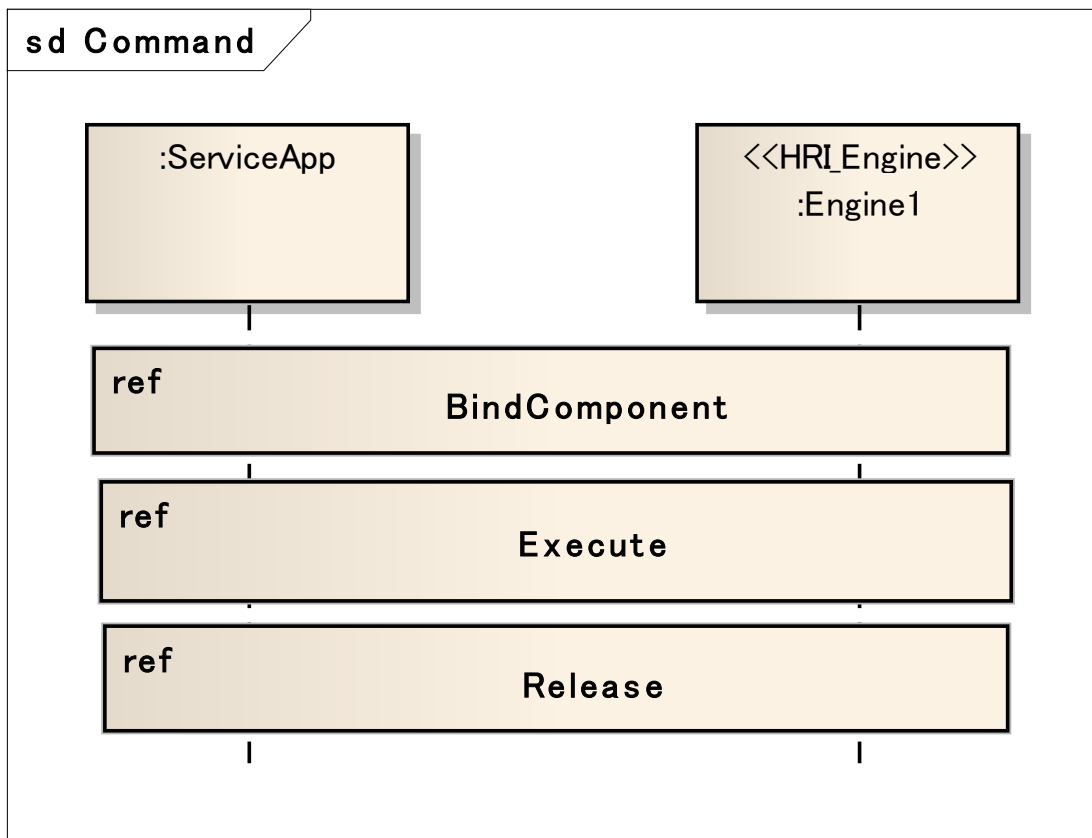 sd Command
:ServiceApp
<<HRI_Engine>>
:Engine1
ref
BindComponent
ref
Execute
ref
Release